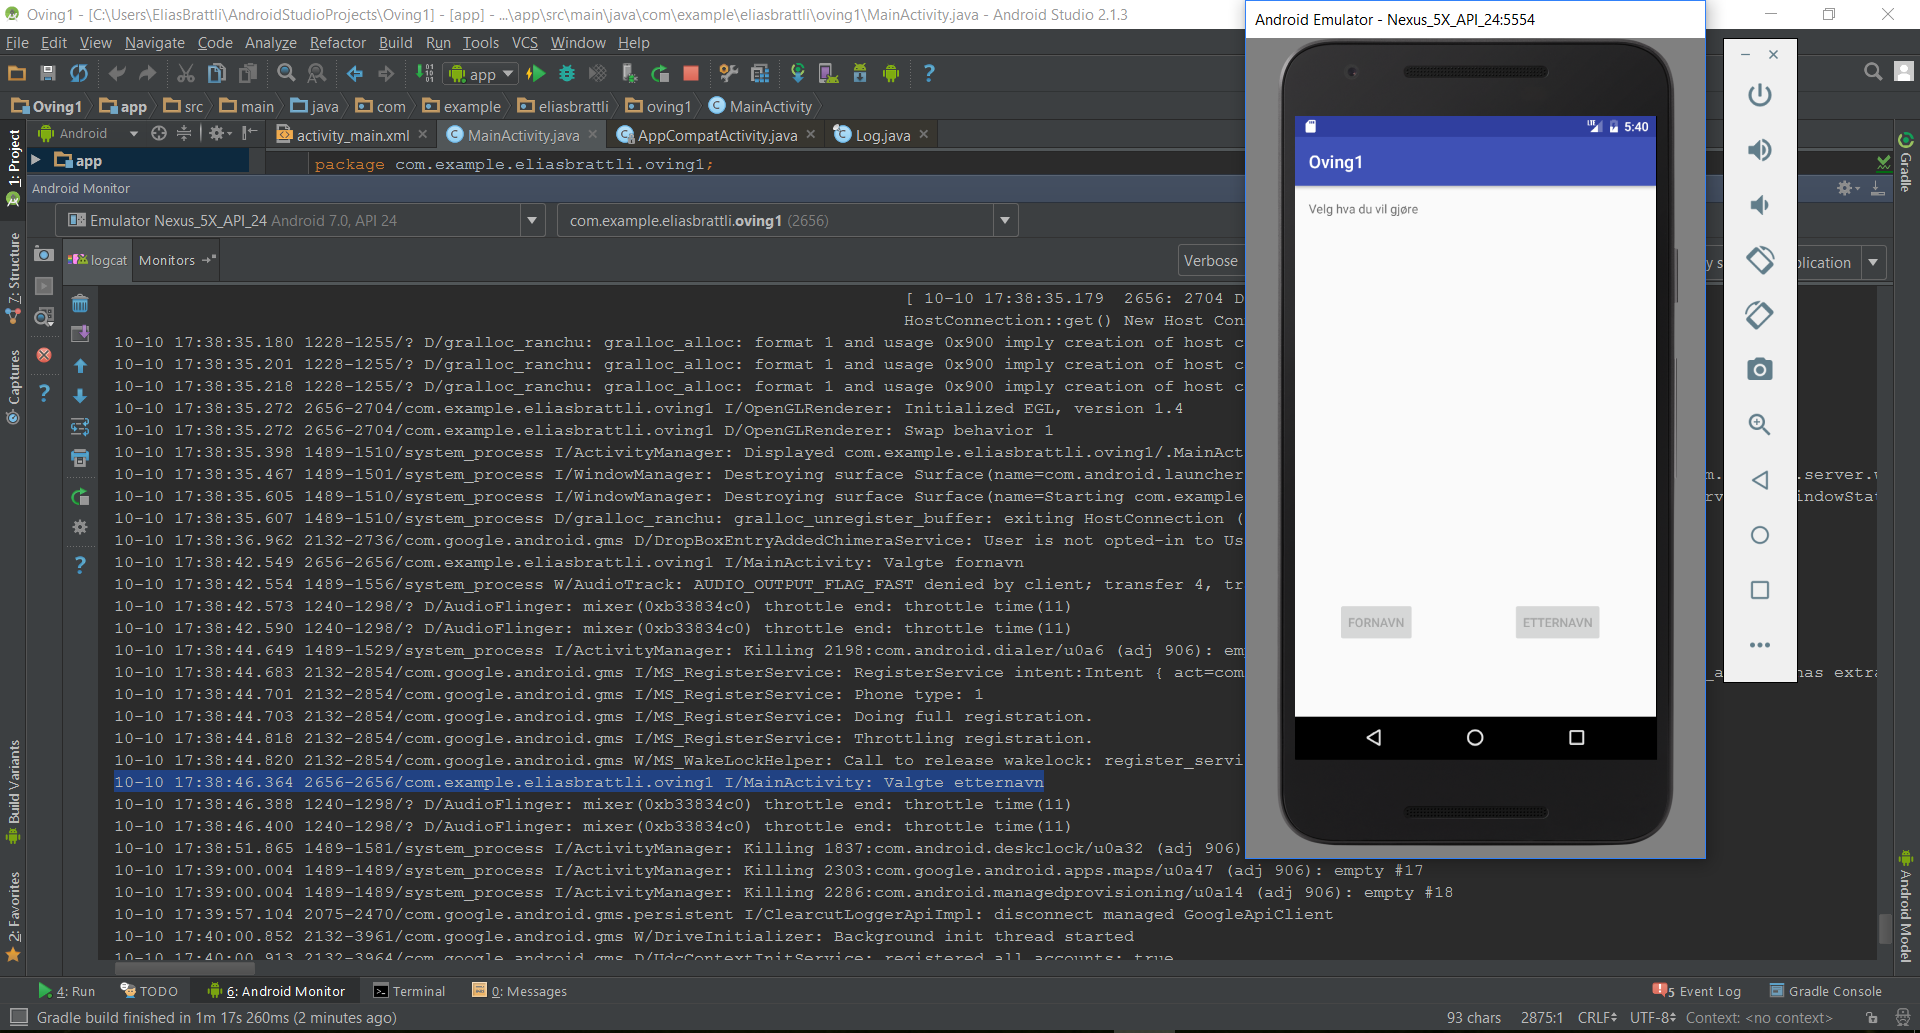 Oving1 - [C:\Users\EliasBrattli\AndroidStudioProjects\Oving1] - [app] - ...\app\src\main\java\com\example\eliasbrattli\oving1\MainActivity.java - Android Studio 2.1.3
File Edit View Navigate Code Analyze Refactor Build Run Tools VCS Window Help
app
Oving1 app src main java com example eliasbrattli oving1 MainActivity
Android activity_main.xml MainActivity.java AppCompatActivity.java Log.java
app package com.example.eliasbrattli.oving1;
Android Monitor
Emulator Nexus_5X_API_24 Android 7.0, API 24 com.example.eliasbrattli.oving1 (2656)
logcat Monitors Verbose
[ 10-10 17:38:35.179 2656: 2704 D
HostConnection::get() New Host Con
10-10 17:38:35.180 1228-1255/? D/gralloc_ranchu: gralloc_alloc: format 1 and usage 0x900 imply creation of host c
10-10 17:38:35.201 1228-1255/? D/gralloc_ranchu: gralloc_alloc: format 1 and usage 0x900 imply creation of host c
10-10 17:38:35.218 1228-1255/? D/gralloc_ranchu: gralloc_alloc: format 1 and usage 0x900 imply creation of host c
10-10 17:38:35.272 2656-2704/com.example.eliasbrattli.oving1 I/OpenGLRenderer: Initialized EGL, version 1.4
10-10 17:38:35.272 2656-2704/com.example.eliasbrattli.oving1 D/OpenGLRenderer: Swap behavior 1
10-10 17:38:35.398 1489-1510/system_process I/ActivityManager: Displayed com.example.eliasbrattli.oving1/.MainAct
10-10 17:38:35.467 1489-1501/system_process I/WindowManager: Destroying surface Surface(name=com.android.launcher
10-10 17:38:35.605 1489-1510/system_process I/WindowManager: Destroying surface Surface(name=Starting com.example
10-10 17:38:35.607 1489-1510/system_process D/gralloc_ranchu: gralloc_unregister_buffer: exiting HostConnection (
10-10 17:38:36.962 2132-2736/com.google.android.gms D/DropBoxEntryAddedChimeraService: User is not opted-in to Us
10-10 17:38:42.549 2656-2656/com.example.eliasbrattli.oving1 I/MainActivity: Valgte fornavn
10-10 17:38:42.554 1489-1556/system_process W/AudioTrack: AUDIO_OUTPUT_FLAG_FAST denied by client; transfer 4, tr
10-10 17:38:42.573 1240-1298/? D/AudioFlinger: mixer(0xb33834c0) throttle end: throttle time(11)
10-10 17:38:42.590 1240-1298/? D/AudioFlinger: mixer(0xb33834c0) throttle end: throttle time(11)
10-10 17:38:44.649 1489-1529/system_process I/ActivityManager: Killing 2198:com.android.dialer/u0a6 (adj 906): emp
10-10 17:38:44.683 2132-2854/com.google.android.gms I/MS_RegisterService: RegisterService intent:Intent { act=com
10-10 17:38:44.701 2132-2854/com.google.android.gms I/MS_RegisterService: Phone type: 1
10-10 17:38:44.703 2132-2854/com.google.android.gms I/MS_RegisterService: Doing full registration.
10-10 17:38:44.818 2132-2854/com.google.android.gms I/MS_RegisterService: Throttling registration.
10-10 17:38:44.820 2132-2854/com.google.android.gms W/MS_WakeLockHelper: Call to release wakelock: register_servi
10-10 17:38:46.364 2656-2656/com.example.eliasbrattli.oving1 I/MainActivity: Valgte etternavn
10-10 17:38:46.388 1240-1298/? D/AudioFlinger: mixer(0xb33834c0) throttle end: throttle time(11)
10-10 17:38:46.400 1240-1298/? D/AudioFlinger: mixer(0xb33834c0) throttle end: throttle time(11)
10-10 17:38:51.865 1489-1581/system_process I/ActivityManager: Killing 1837:com.android.deskclock/u0a32 (adj 906)
10-10 17:39:00.004 1489-1489/system_process I/ActivityManager: Killing 2303:com.google.android.apps.maps/u0a47 (adj 906): empty #17
10-10 17:39:00.004 1489-1489/system_process I/ActivityManager: Killing 2286:com.android.managedprovisioning/u0a14 (adj 906): empty #18
10-10 17:39:57.104 2075-2470/com.google.android.gms.persistent I/ClearcutLoggerApiImpl: disconnect managed GoogleApiClient
10-10 17:40:00.852 2132-3961/com.google.android.gms W/DriveInitializer: Background init thread started
10-10 17:40:00.913 2132-3964/com.google.android.gms D/UdcContextInitService: registered all accounts: true
Android Emulator - Nexus_5X_API_24:5554
LTE 5:40
Oving1
Velg hva du vil gjøre
FORNAVN ETTERNAVN
plication
.server.v
indowStat
has extra
1: Project
7: Structure
Captures
Build Variants
2: Favorites
Gradle
Android Model
4: Run TODO 6: Android Monitor Terminal 0: Messages 5 Event Log Gradle Console
Gradle build finished in 1m 17s 260ms (2 minutes ago) 93 chars 2875:1 CRLF UTF-8 Context: <no context>